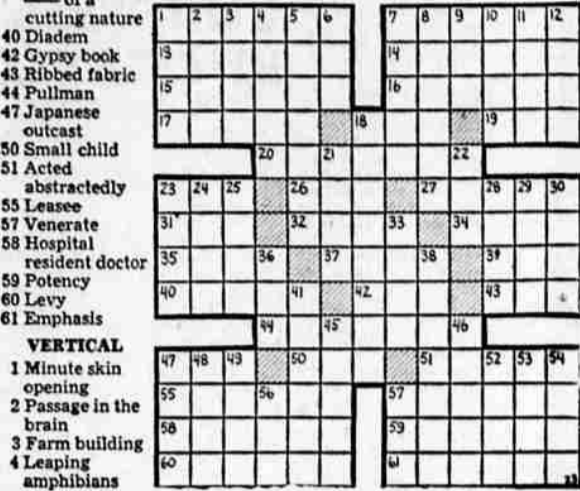 of a
cutting nature
40 Diadem
42 Gypsy book
43 Ribbed fabric
44 Pullman
47 Japanese
outcast
50 Small child
51 Acted
abstractedly
55 Leasee
57 Venerate
58 Hospital
resident doctor
59 Potency
60 Levy
61 Emphasis
VERTICAL
1 Minute skin
opening
2 Passage in the
brain
3 Farm building
4 Leaping
amphibians
1 2 3 4 5 6 7 8 9 10 11 12
13 14
15 16
17 18 19
20 21 22
23 24 25 26 27 28 29 30
31 32 33 34
35 36 37 38 39
40 41 42 43
44 45 46
47 48 49 50 51 52 53 54
55 56 57
58 59
60 61